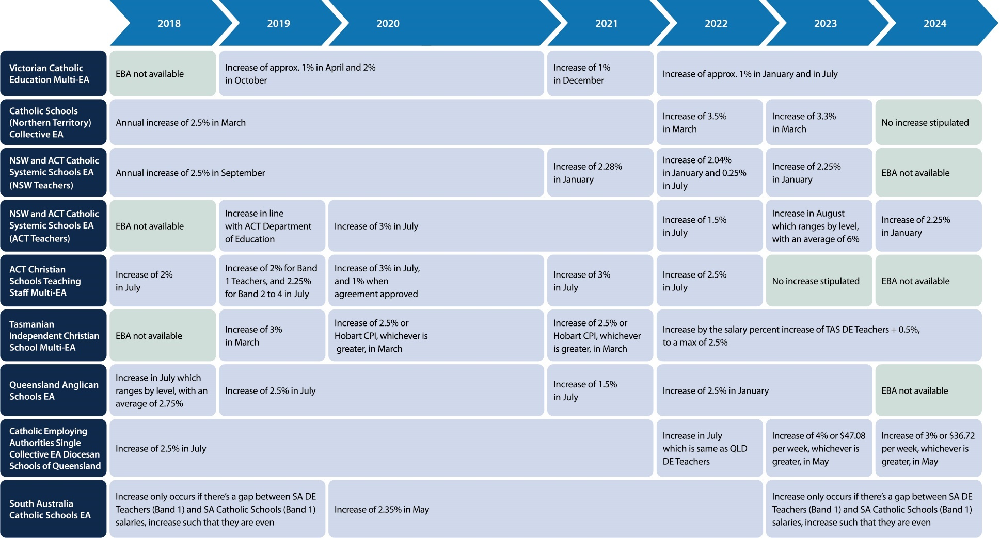 2018
2019
2020
2021
2022
2023
2024
Victorian Catholic
Education Multi-EA
EBA not available
Increase of approx. 1% in April and 2%
in October
Increase of 1%
in December
Increase of approx. 1% in January and in July
Catholic Schools
(Northern Territory)
Collective EA
Annual increase of 2.5% in March
Increase of 3.5%
in March
Increase of 3.3%
in March
No increase stipulated
NSW and ACT Catholic
Systemic Schools EA
(NSW Teachers)
Annual increase of 2.5% in September
Increase of 2.28%
in January
Increase of 2.04%
in January and 0.25%
in July
Increase of 2.25%
in January
EBA not available
NSW and ACT Catholic
Systemic Schools EA
(ACT Teachers)
EBA not available
Increase in line
with ACT Department
of Education
Increase of 3% in July
Increase of 1.5%
in July
Increase in August
which ranges by level,
with an average of 6%
Increase of 2.25%
in January
ACT Christian
Schools Teaching
Staff Multi-EA
Increase of 2%
in July
Increase of 2% for Band
1 Teachers, and 2.25%
for Band 2 to 4 in July
Increase of 3% in July,
and 1% when
agreement approved
Increase of 3%
in July
Increase of 2.5%
in July
No increase stipulated
EBA not available
Tasmanian
Independent Christian
School Multi-EA
EBA not available
Increase of 3%
in March
Increase of 2.5% or
Hobart CPI, whichever is
greater, in March
Increase of 2.5% or
Hobart CPI, whichever
is greater, in March
Increase by the salary percent increase of TAS DE Teachers + 0.5%,
to a max of 2.5%
Queensland Anglican
Schools EA
Increase in July which
ranges by level, with an
average of 2.75%
Increase of 2.5% in July
Increase of 1.5%
in July
Increase of 2.5% in January
EBA not available
Catholic Employing
Authorities Single
Collective EA Diocesan
Schools of Queensland
Increase of 2.5% in July
Increase in July
which is same as QLD
DE Teachers
Increase of 4% or $47.08
per week, whichever is
greater, in May
Increase of 3% or $36.72
per week, whichever is
greater, in May
South Australia
Catholic Schools EA
Increase only occurs if there's a gap between SA DE
Teachers (Band 1) and SA Catholic Schools (Band 1)
salaries, increase such that they are even
Increase of 2.35% in May
Increase only occurs if there's a gap between SA DE
Teachers (Band 1) and SA Catholic Schools (Band 1)
salaries, increase such that they are even